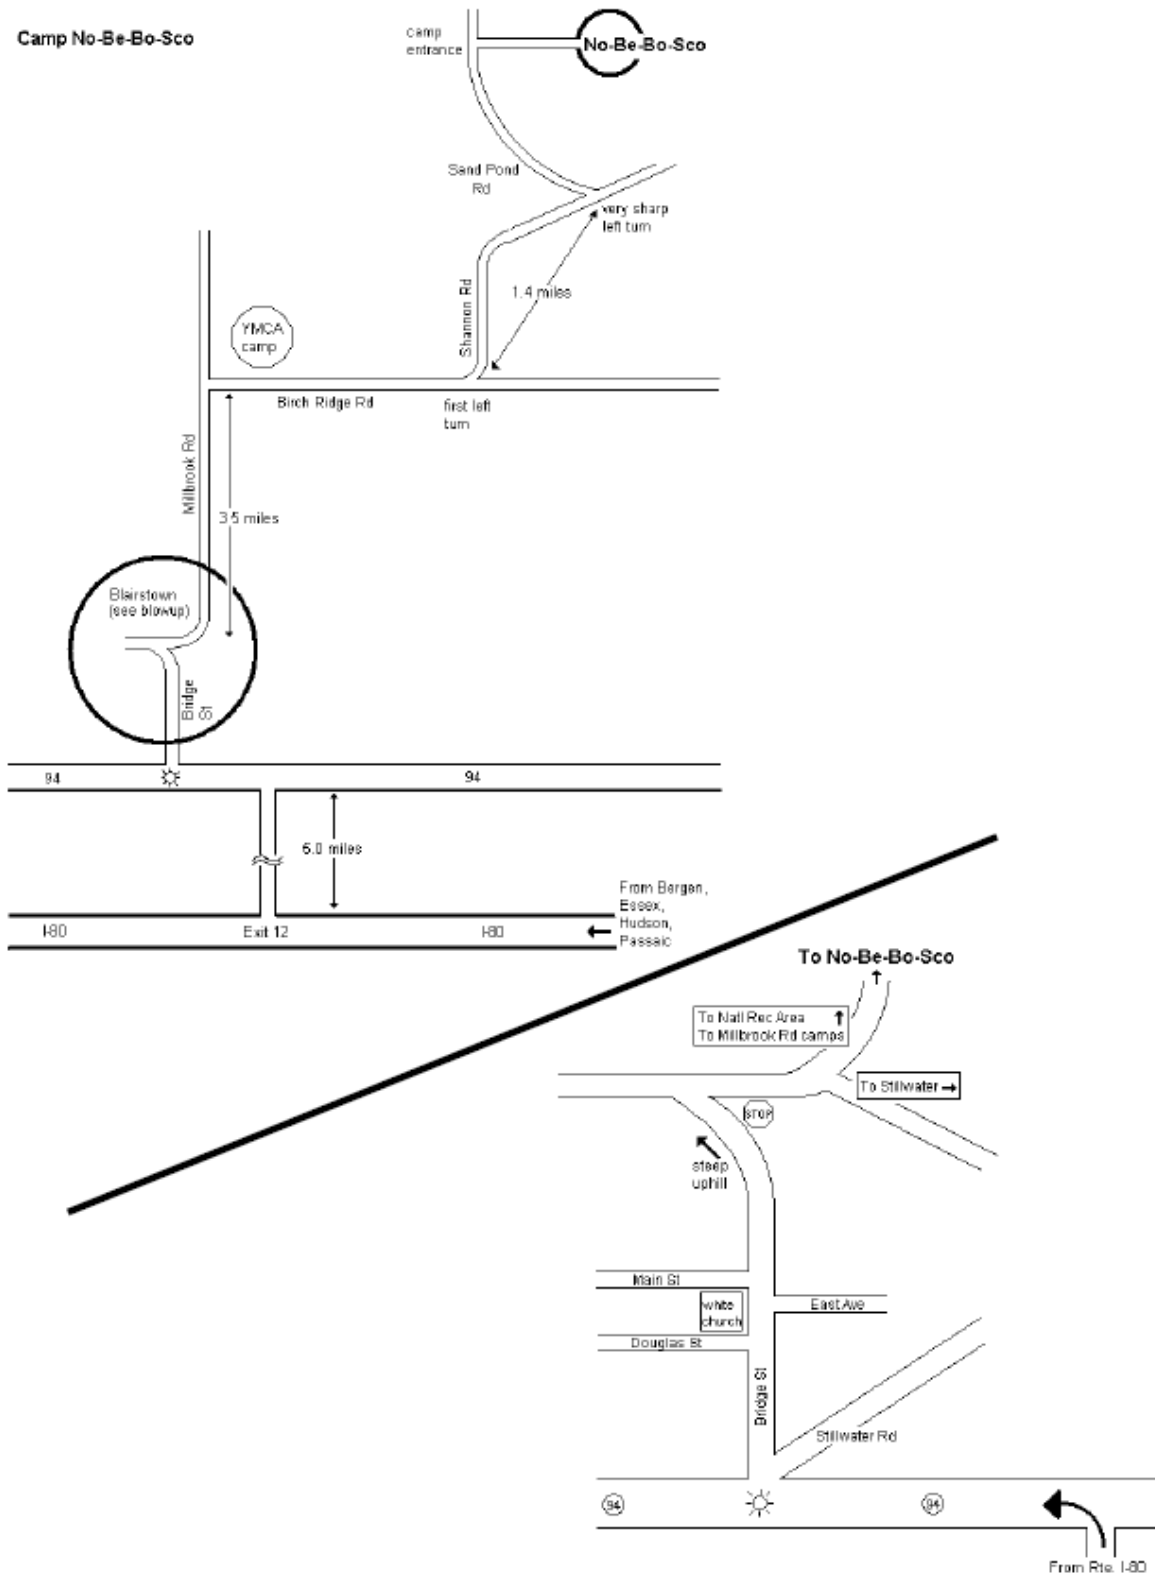 Camp No-Be-Bo-Sco
camp
entrance
No-Be-Bo-Sco
Sand Pond
Rd
very sharp
left turn
1.4 miles
Shannon Rd
YMCA
camp
Birch Ridge Rd
first left
turn
Millbrook Rd
3.5 miles
Blairstown
(see blowup)
Bridge
St
94
94
5.0 miles
From Bergen,
Essex,
Hudson,
Passaic
I-80
Exit 12
I-80
To No-Be-Bo-Sco
To Natl Rec Area
To Millbrook Rd camps
To Stillwater
STOP
steep
uphill
Main St
white
church
East Ave
Douglas St
Bridge St
Stillwater Rd
94
94
From Rte. I-80